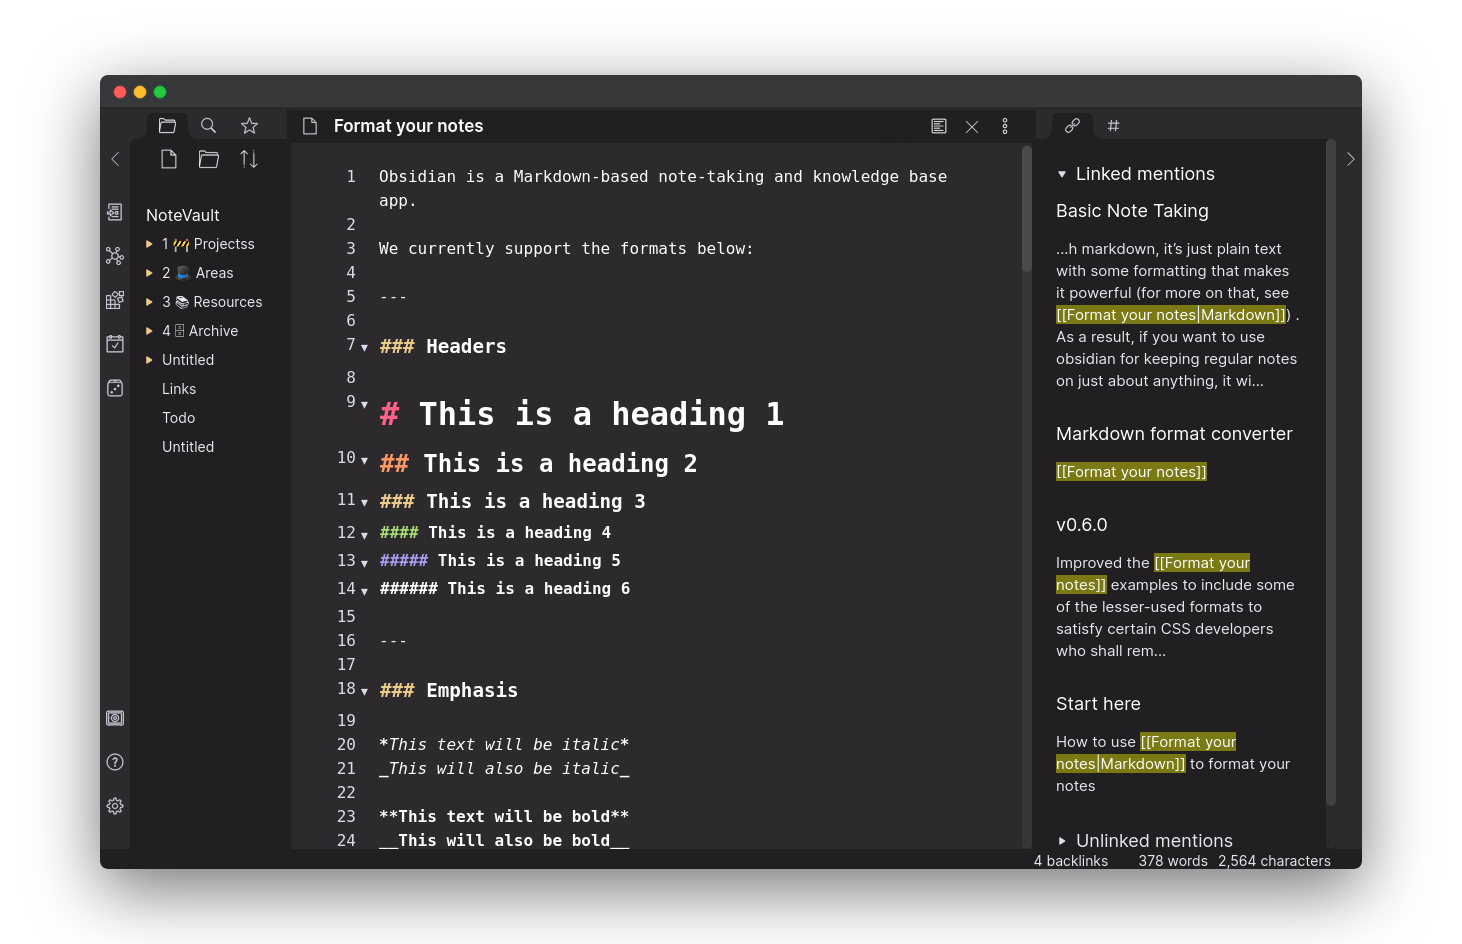 Format your notes
NoteVault
1 🚧 Projectss
2 🎩 Areas
3 📚 Resources
4 🗄 Archive
Untitled
Links
Todo
Untitled
1 Obsidian is a Markdown-based note-taking and knowledge base
app.
2
3 We currently support the formats below:
4
5 ---
6
7 ### Headers
8
9 # This is a heading 1
10 ## This is a heading 2
11 ### This is a heading 3
12 #### This is a heading 4
13 ##### This is a heading 5
14 ###### This is a heading 6
15
16 ---
17
18 ### Emphasis
19
20 *This text will be italic*
21 _This will also be italic_
22
23 **This text will be bold**
24 __This will also be bold__
Linked mentions
Basic Note Taking
...h markdown, it’s just plain text
with some formatting that makes
it powerful (for more on that, see
[[Format your notes|Markdown]]) .
As a result, if you want to use
obsidian for keeping regular notes
on just about anything, it wi...
Markdown format converter
[[Format your notes]]
v0.6.0
Improved the [[Format your
notes]] examples to include some
of the lesser-used formats to
satisfy certain CSS developers
who shall rem...
Start here
How to use [[Format your
notes|Markdown]] to format your
notes
Unlinked mentions
4 backlinks 378 words 2,564 characters